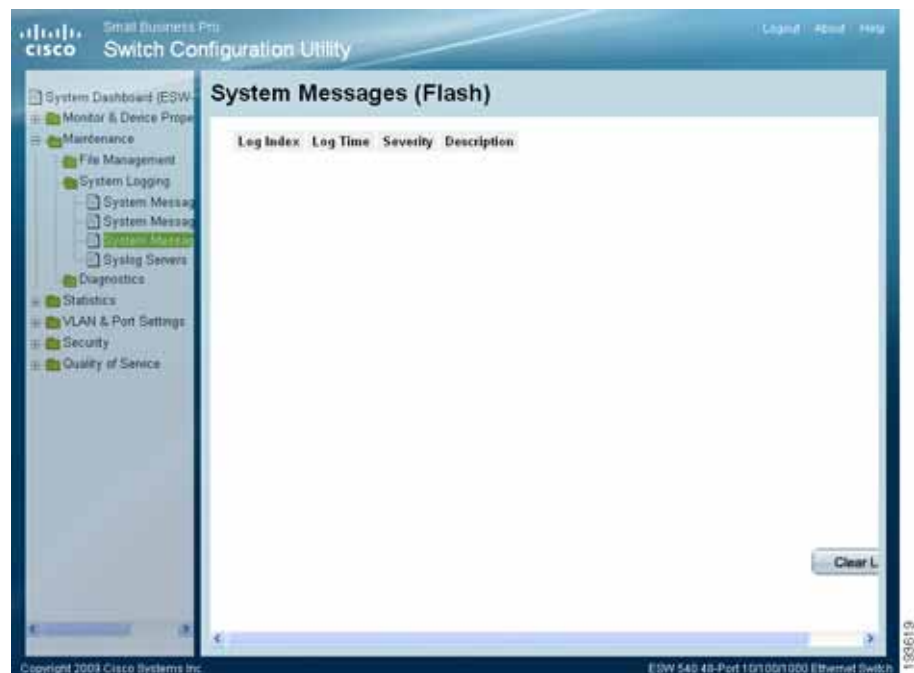 Small Business Pro
cisco Switch Configuration Utility
Logout About Help
System Dashboard (ESW-
Monitor & Device Prope
Maintenance
File Management
System Logging
System Messag
System Messag
System Messag
Syslog Servers
Diagnostics
Statistics
VLAN & Port Settings
Security
Quality of Service
System Messages (Flash)
Log Index Log Time Severity Description
Clear L
Copyright 2009 Cisco Systems Inc
ESW 540 48-Port 10/100/1000 Ethernet Switch
193619